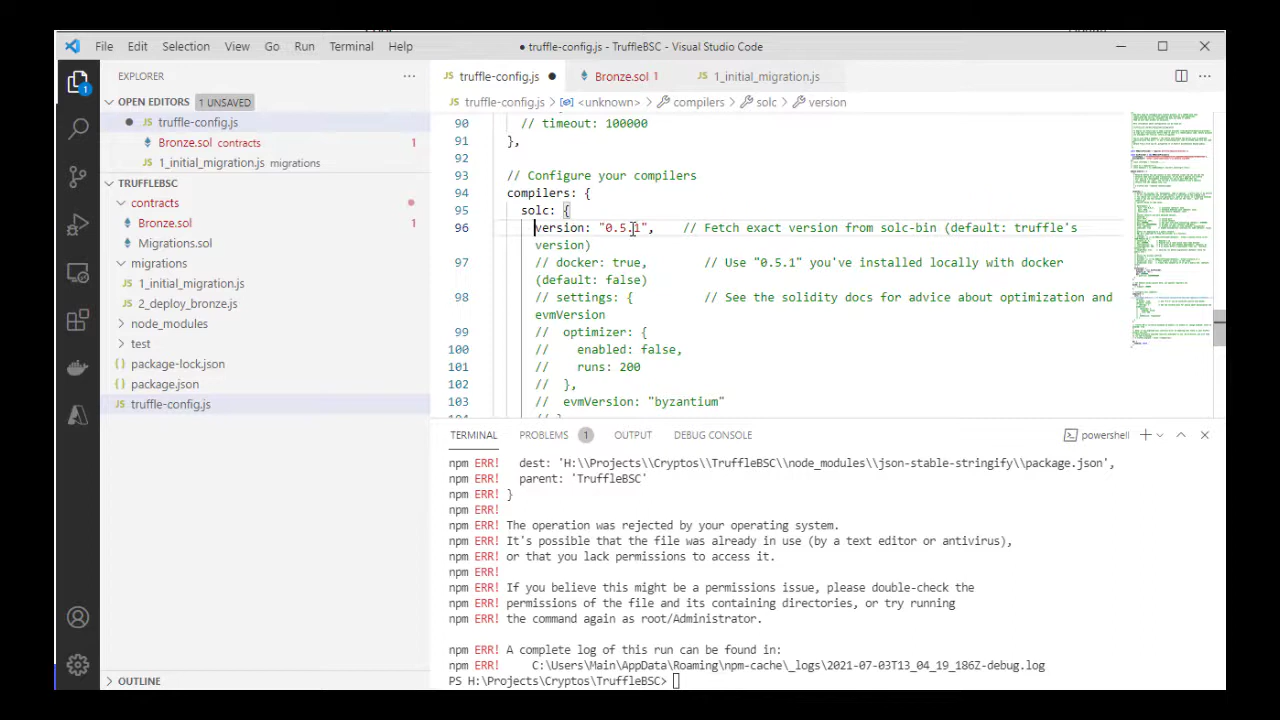 File Edit Selection View Go Run Terminal Help
● truffle-config.js - TruffleBSC - Visual Studio Code
EXPLORER
OPEN EDITORS 1 UNSAVED
truffle-config.js
Bronze.sol contracts 1
1_initial_migration.js migrations
TRUFFLEBSC
contracts
Bronze.sol 1
Migrations.sol
migrations
1_initial_migration.js
2_deploy_bronze.js
node_modules
test
package-lock.json
package.json
truffle-config.js
OUTLINE
1
truffle-config.js ● Bronze.sol 1 1_initial_migration.js
truffle-config.js > <unknown> > compilers > solc > version
90 // timeout: 100000
91 },
92
93 // Configure your compilers
94 compilers: {
95 solc: {
96 version: "0.5.1", // Fetch exact version from solc-bin (default: truffle's
version)
97 // docker: true, // Use "0.5.1" you've installed locally with docker
(default: false)
98 // settings: { // See the solidity docs for advice about optimization and
evmVersion
99 // optimizer: {
100 // enabled: false,
101 // runs: 200
102 // },
103 // evmVersion: "byzantium"
104 // }
TERMINAL PROBLEMS 1 OUTPUT DEBUG CONSOLE powershell
npm ERR! dest: 'H:\\Projects\\Cryptos\\TruffleBSC\\node_modules\\json-stable-stringify\\package.json',
npm ERR! parent: 'TruffleBSC'
npm ERR! }
npm ERR!
npm ERR! The operation was rejected by your operating system.
npm ERR! It's possible that the file was already in use (by a text editor or antivirus),
npm ERR! or that you lack permissions to access it.
npm ERR!
npm ERR! If you believe this might be a permissions issue, please double-check the
npm ERR! permissions of the file and its containing directories, or try running
npm ERR! the command again as root/Administrator.
npm ERR! A complete log of this run can be found in:
npm ERR! C:\Users\Main\AppData\Roaming\npm-cache\_logs\2021-07-03T13_04_19_186Z-debug.log
PS H:\Projects\Cryptos\TruffleBSC>